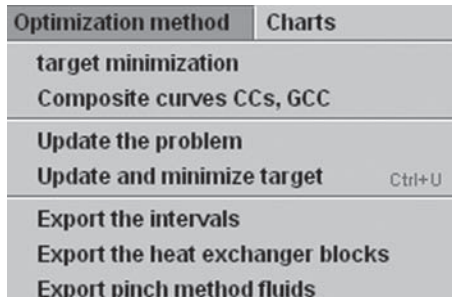 Optimization method Charts
target minimization
Composite curves CCs, GCC
Update the problem
Update and minimize target Ctrl+U
Export the intervals
Export the heat exchanger blocks
Export pinch method fluids